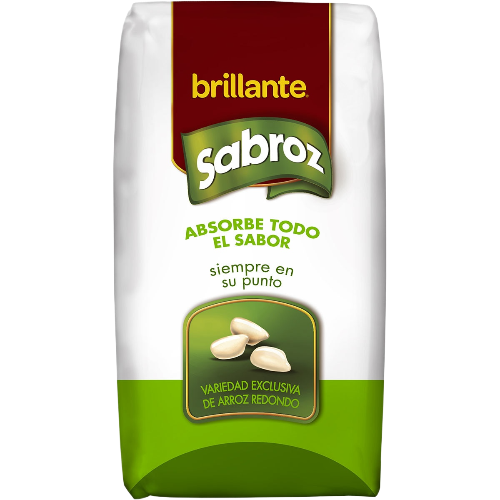 brillante
Sabroz
ABSORBE TODO
EL SABOR
siempre en
su punto
VARIEDAD EXCLUSIVA
DE ARROZ REDONDO